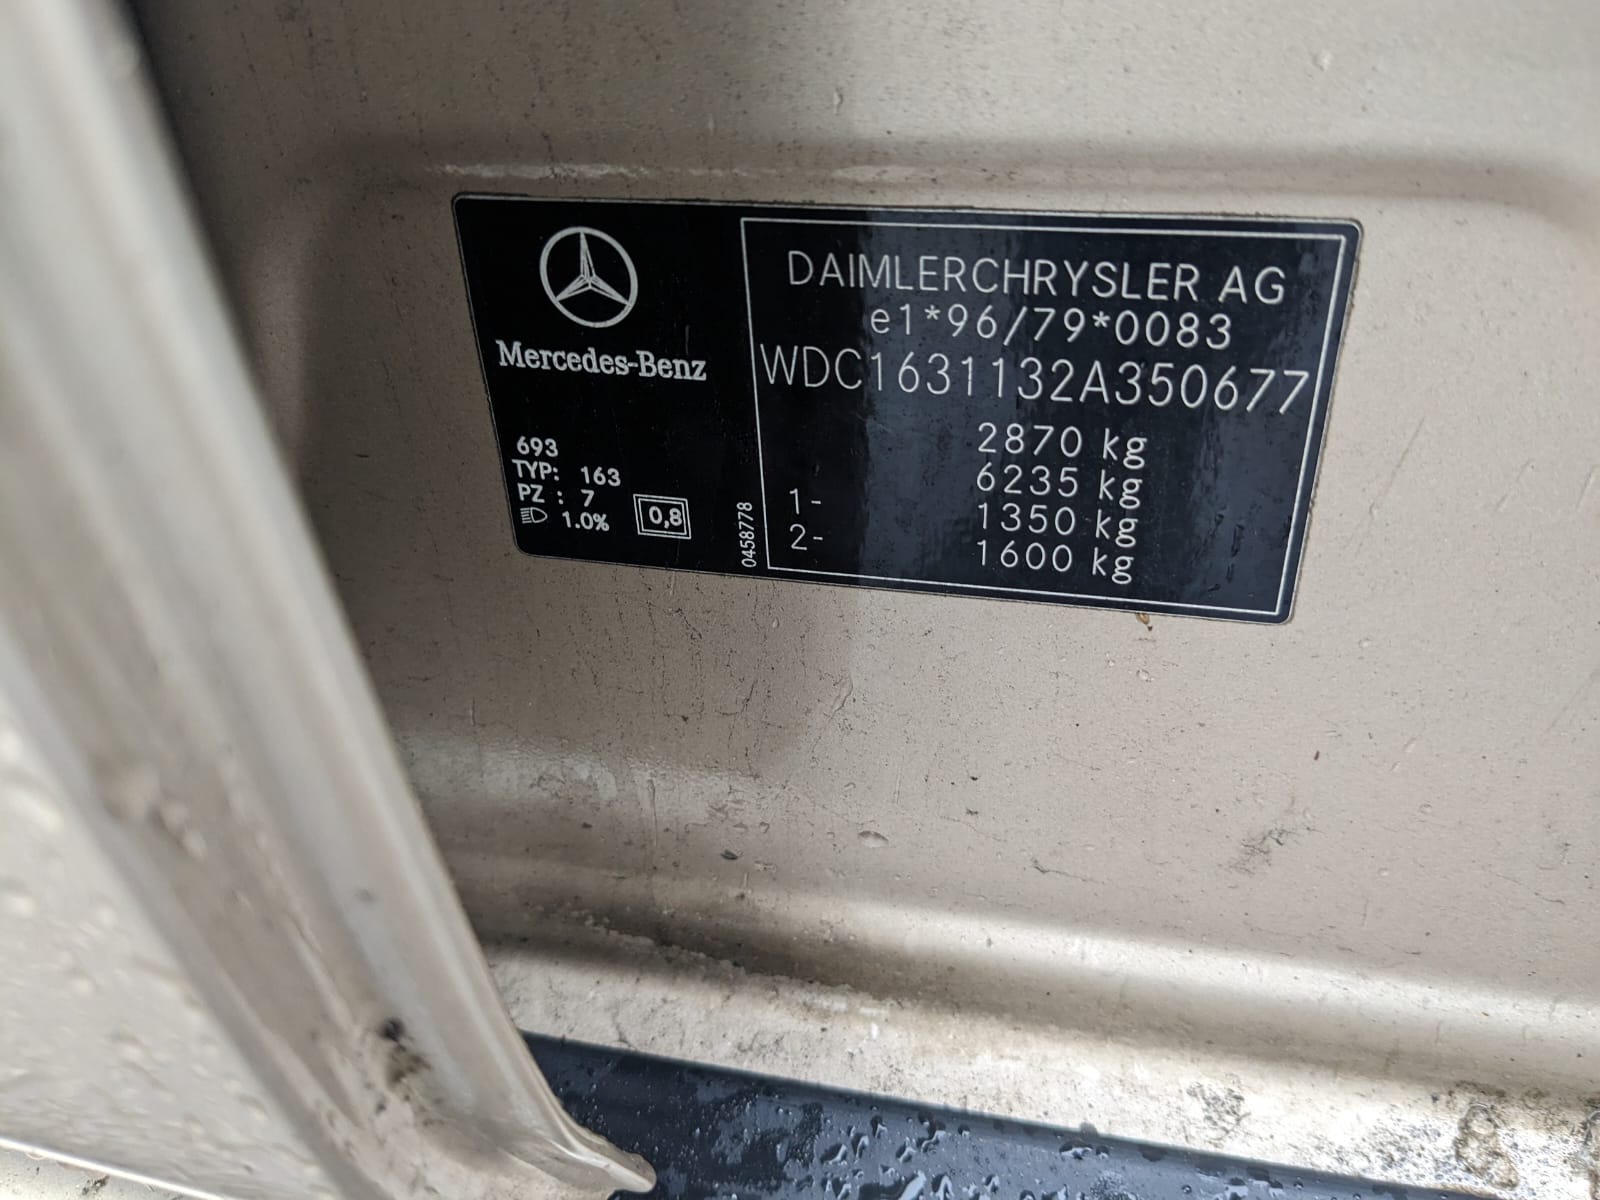 Mercedes-Benz
693
TYP: 163
PZ : 7
1.0%
0,8
0458778
DAIMLERCHRYSLER AG
e1*96/79*0083
WDC1631132A350677
2870 kg
6235 kg
1- 1350 kg
2- 1600 kg